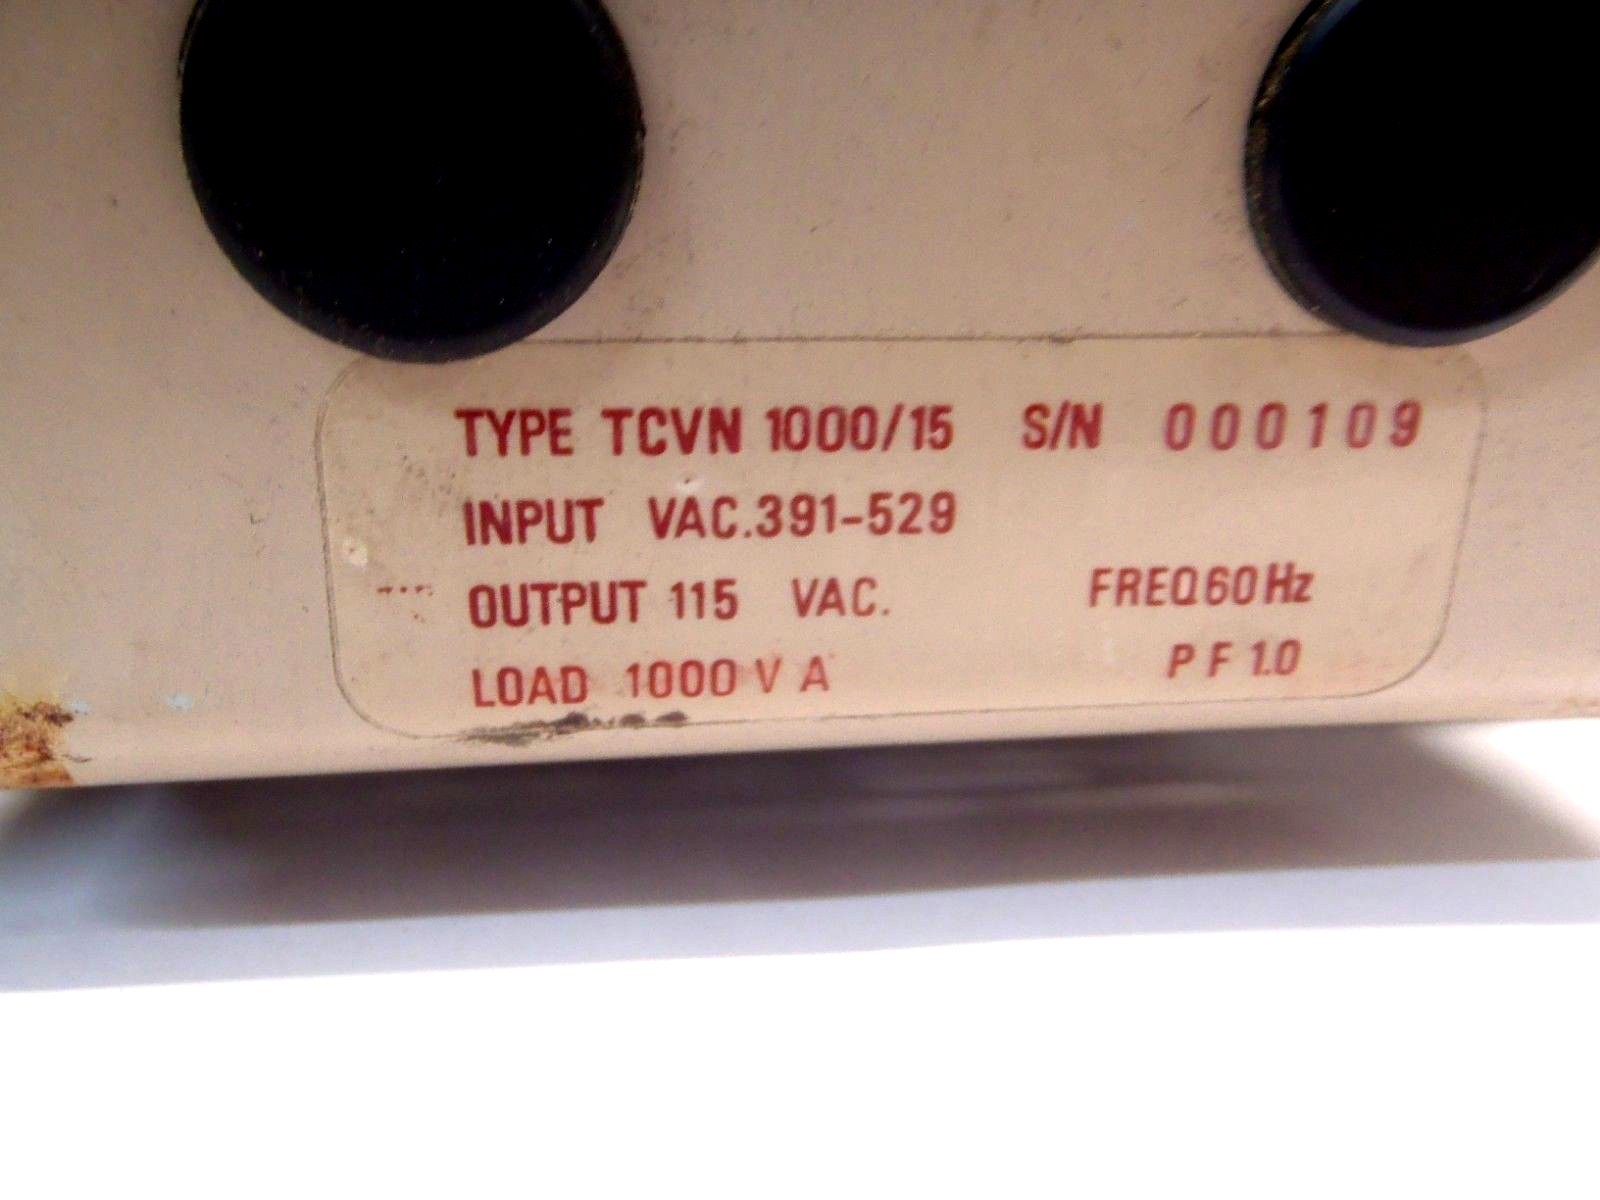 TYPE TCVN 1000/15 S/N 000109
INPUT VAC.391-529
OUTPUT 115 VAC. FREQ60Hz
LOAD 1000 V A PF 1.0